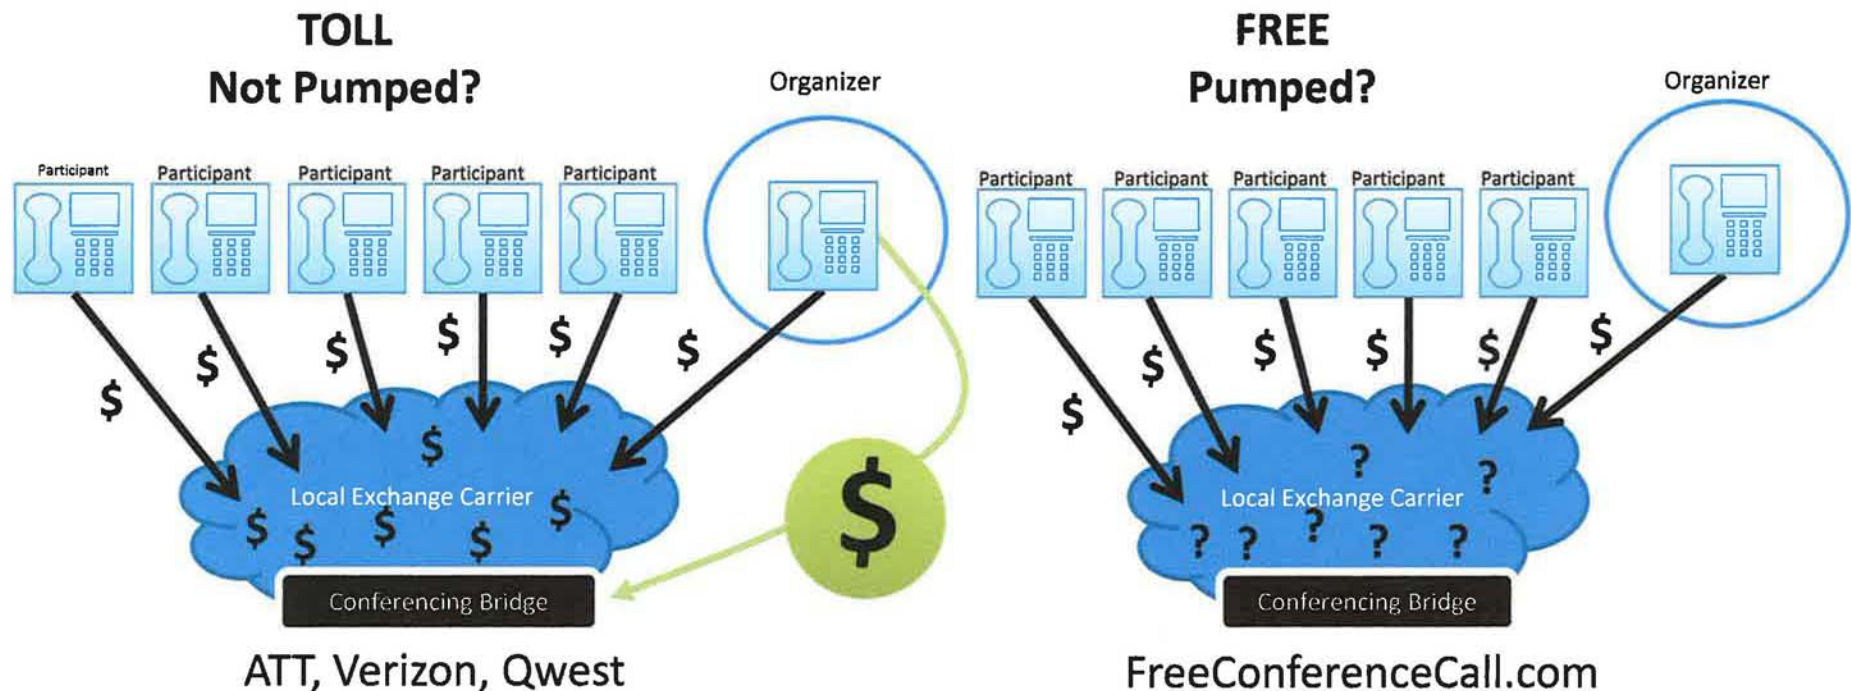 TOLL
Not Pumped?
Organizer
Participant Participant Participant Participant Participant
$ $ $ $ $ $
$
Local Exchange Carrier
$ $ $ $ $
$
Conferencing Bridge
ATT, Verizon, Qwest
FREE
Pumped?
Organizer
Participant Participant Participant Participant Participant
$ $ $ $ $ $
? ?
Local Exchange Carrier
? ? ? ? ?
Conferencing Bridge
FreeConferenceCall.com